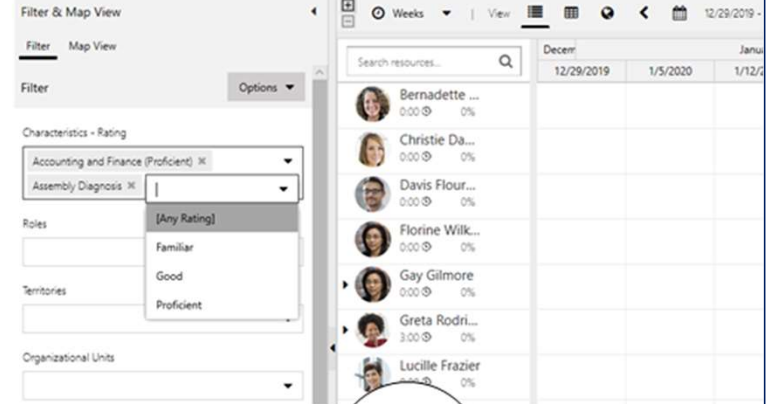 Filter & Map View
Filter Map View
Filter
Options
Characteristics - Rating
Accounting and Finance (Proficient) ✖
Assembly Diagnosis ✖
[Any Rating]
Familiar
Good
Proficient
Roles
Territories
Organizational Units
Weeks | View 12/29/2019 -
Search resources...
Decem Janua
12/29/2019 1/5/2020 1/12/2
Bernadette ...
0:00 0%
Christie Da...
0:00 0%
Davis Flour...
0:00 0%
Florine Wilk...
0:00 0%
Gay Gilmore
0:00 0%
Greta Rodri...
3:00 0%
Lucille Frazier
0%